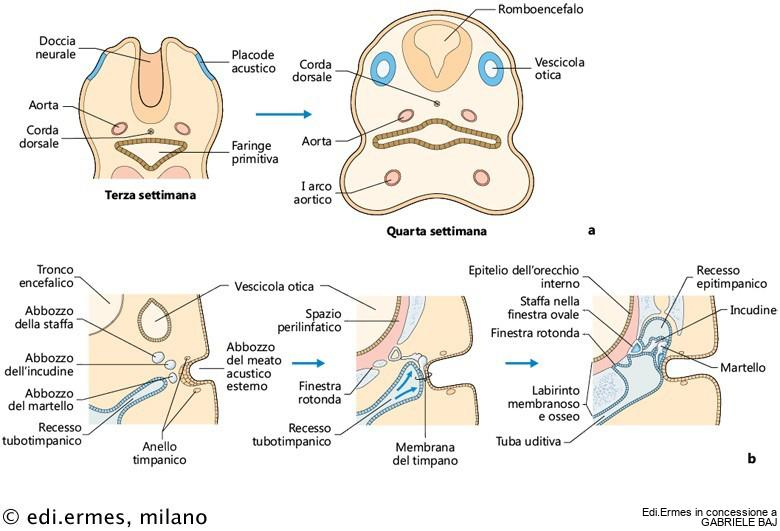 Doccia
neurale
Placode
acustico
Aorta
Corda
dorsale
Faringe
primitiva
Terza settimana
Romboencefalo
Corda
dorsale
Vescicola
otica
Aorta
I arco
aortico
Quarta settimana
a
Tronco
encefalico
Abbozzo
della staffa
Abbozzo
dell'incudine
Abbozzo
del martello
Recesso
tubotimpanico
Vescicola otica
Abbozzo
del meato
acustico
esterno
Anello
timpanico
Spazio
perilinfatico
Finestra
rotonda
Recesso
tubotimpanico
Membrana
del timpano
Epitelio dell'orecchio
interno
Staffa nella
finestra ovale
Finestra rotonda
Labirinto
membranoso
e osseo
Tuba uditiva
Recesso
epitimpanico
Incudine
Martello
b
© edi.ermes, milano
Edi.Ermes in concessione a
GABRIELE BAJ